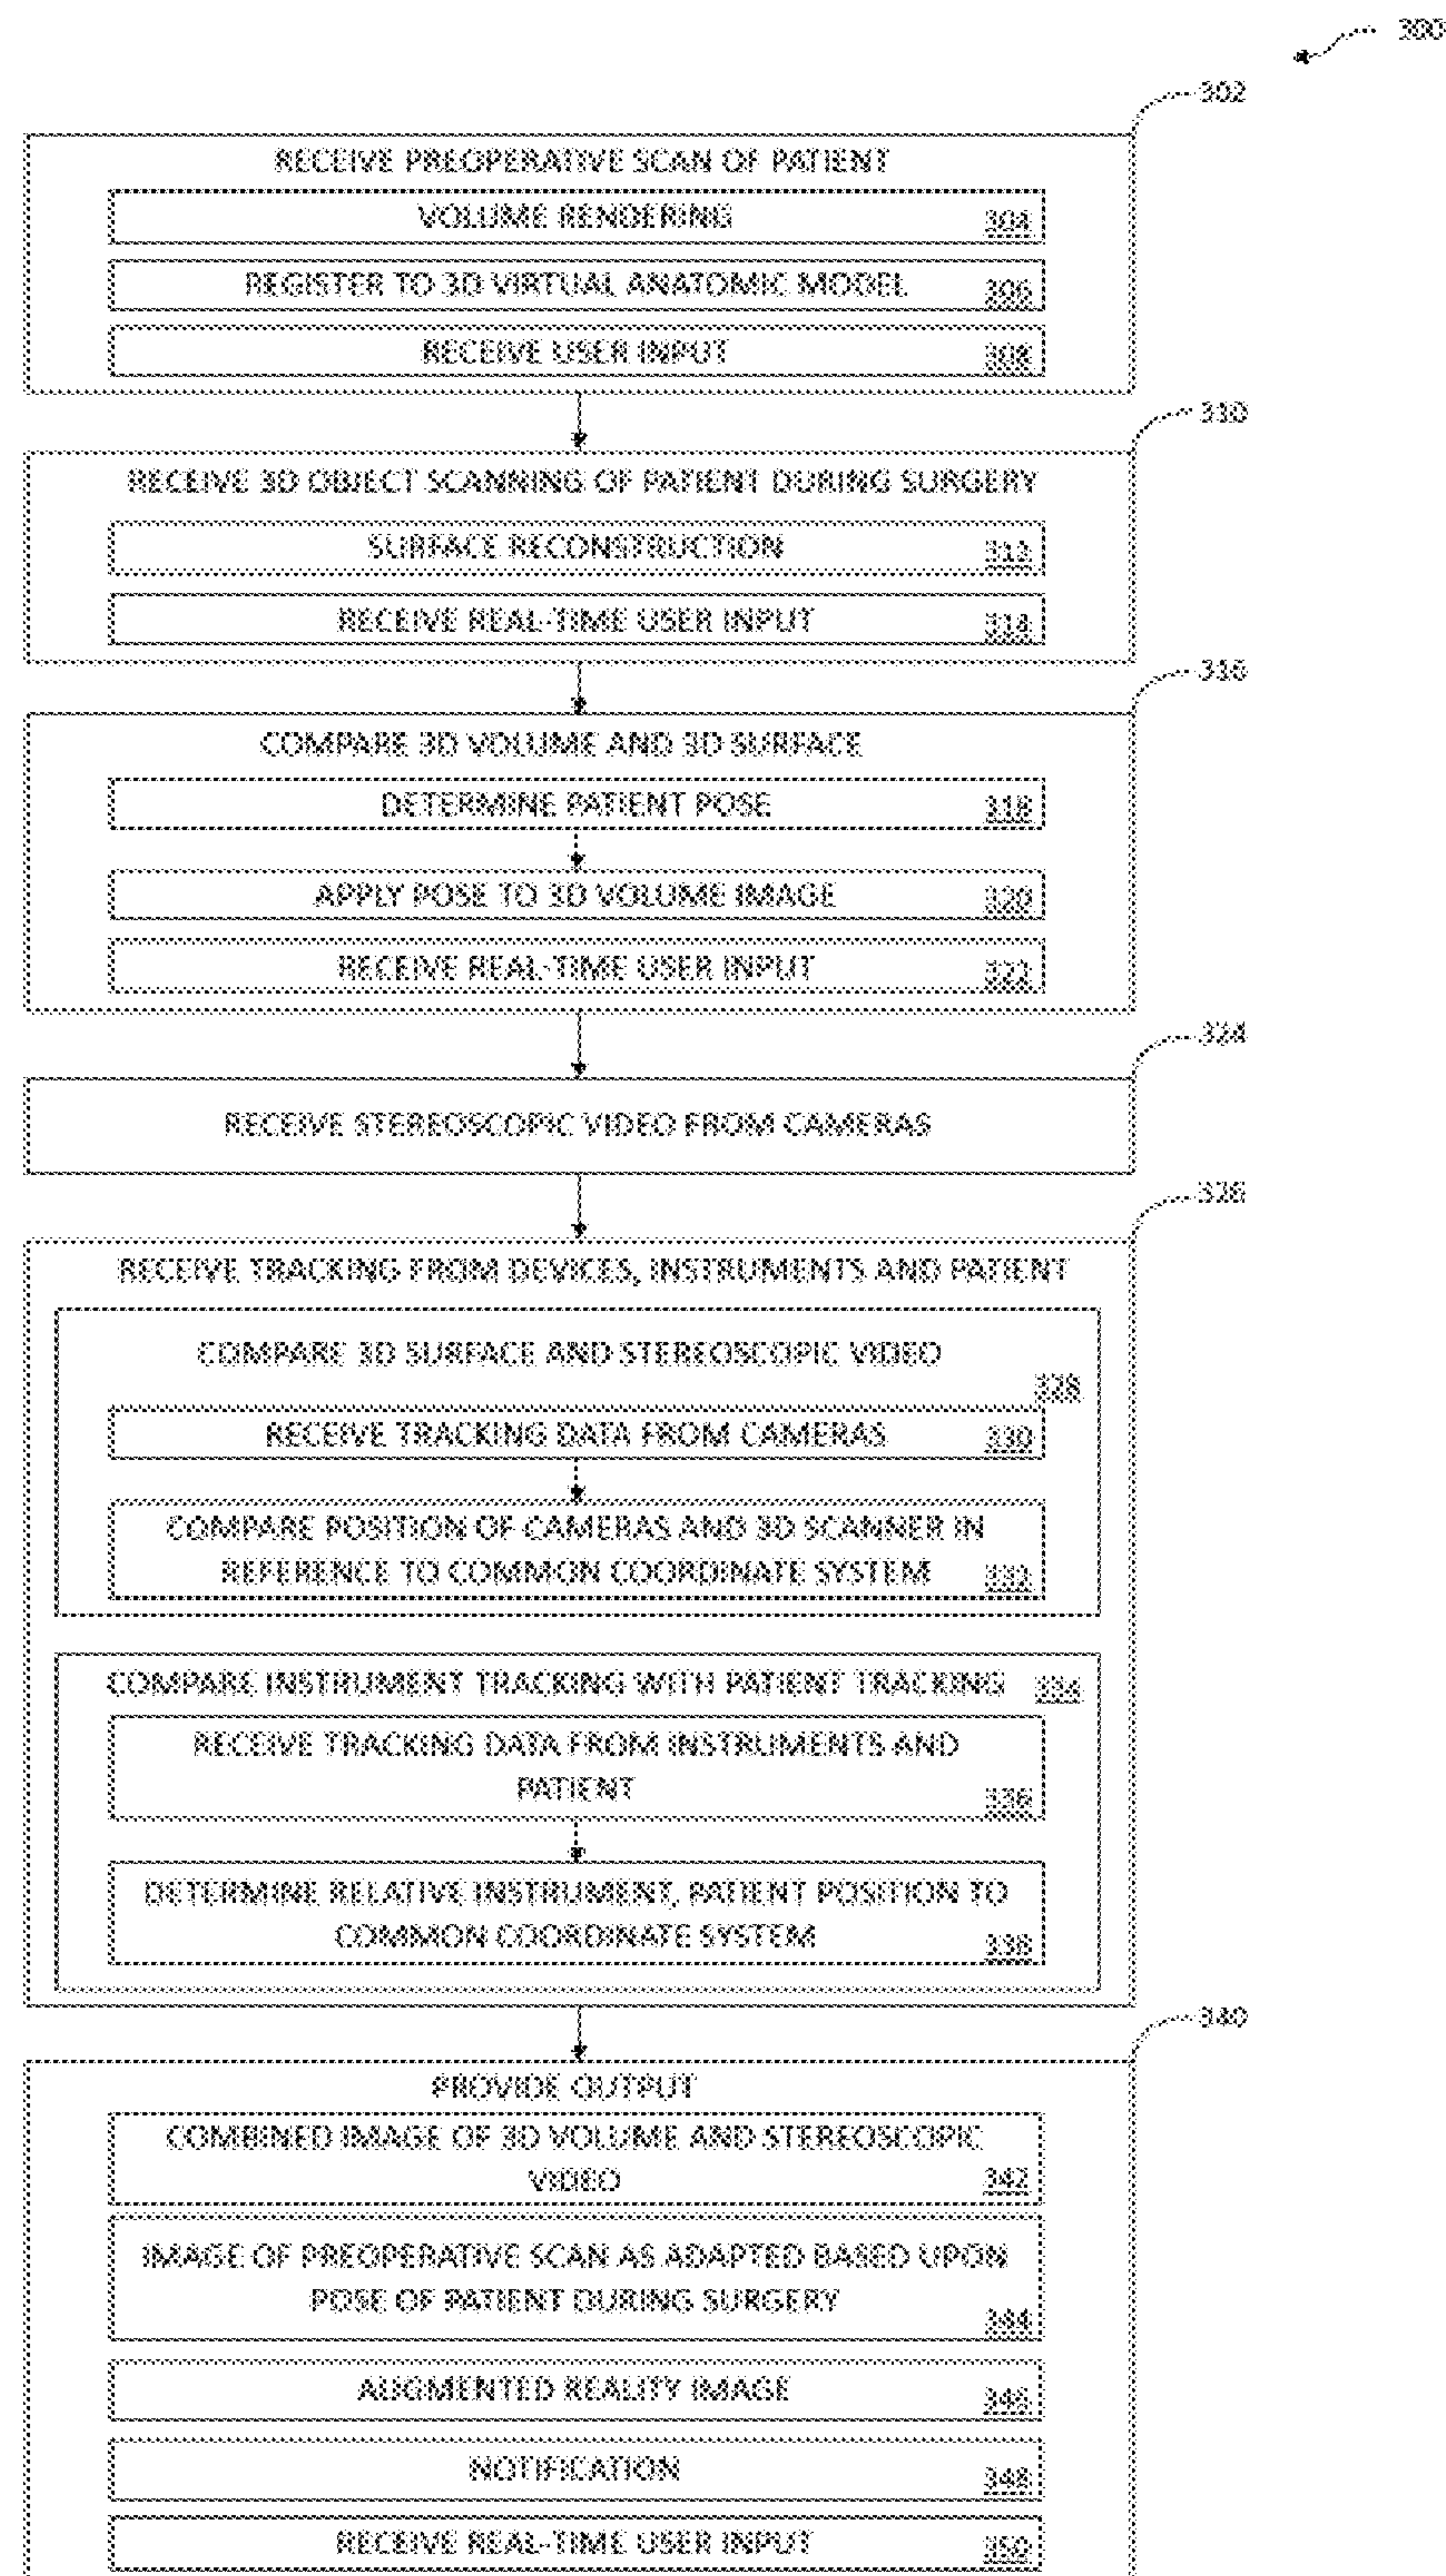 300
302
RECEIVE PREOPERATIVE SCAN OF PATIENT
VOLUME RENDERING 304
REGISTER TO 3D VIRTUAL ANATOMIC MODEL 306
RECEIVE USER INPUT 308
310
RECEIVE 3D OBJECT SCANNING OF PATIENT DURING SURGERY
SURFACE RECONSTRUCTION 312
RECEIVE REAL-TIME USER INPUT 314
316
COMPARE 3D VOLUME AND 3D SURFACE
DETERMINE PATIENT POSE 318
APPLY POSE TO 3D VOLUME IMAGE 320
RECEIVE REAL-TIME USER INPUT 322
324
RECEIVE STEREOSCOPIC VIDEO FROM CAMERAS
326
RECEIVE TRACKING FROM DEVICES, INSTRUMENTS AND PATIENT
COMPARE 3D SURFACE AND STEREOSCOPIC VIDEO
328
RECEIVE TRACKING DATA FROM CAMERAS 330
COMPARE POSITION OF CAMERAS AND 3D SCANNER IN
REFERENCE TO COMMON COORDINATE SYSTEM 332
COMPARE INSTRUMENT TRACKING WITH PATIENT TRACKING 334
RECEIVE TRACKING DATA FROM INSTRUMENTS AND
PATIENT 336
DETERMINE RELATIVE INSTRUMENT, PATIENT POSITION TO
COMMON COORDINATE SYSTEM 338
340
PROVIDE OUTPUT
COMBINED IMAGE OF 3D VOLUME AND STEREOSCOPIC
VIDEO 342
IMAGE OF PREOPERATIVE SCAN AS ADAPTED BASED UPON
POSE OF PATIENT DURING SURGERY
344
AUGMENTED REALITY IMAGE 346
NOTIFICATION 348
RECEIVE REAL-TIME USER INPUT 350